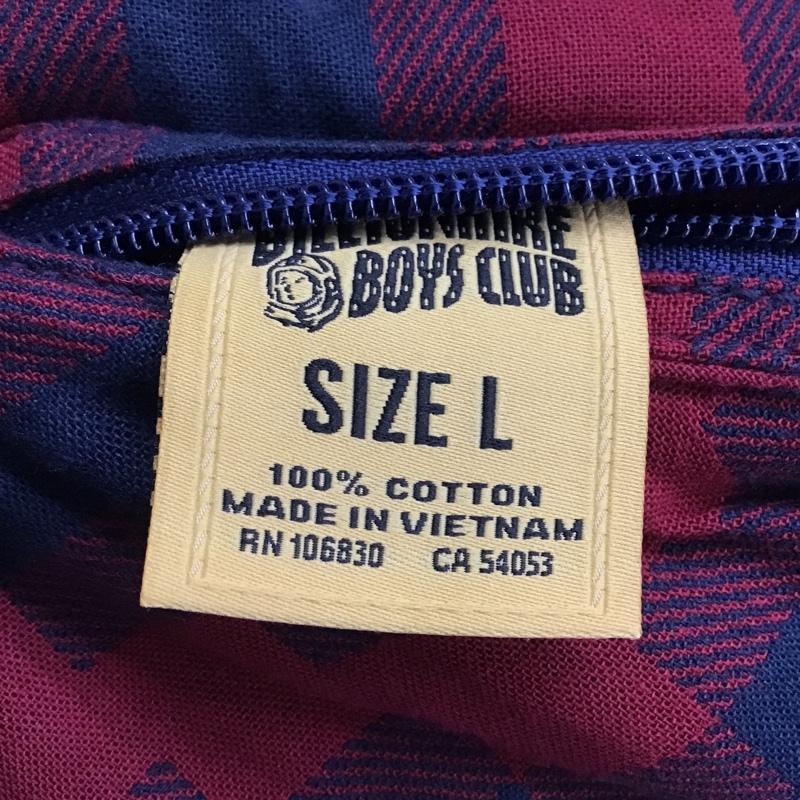 BILLIONAIRE
BOYS CLUB
SIZE L
100% COTTON
MADE IN VIETNAM
RN 106830 CA 54053